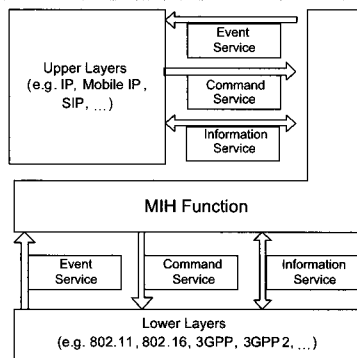 Event
Service
Upper Layers
(e.g. IP, Mobile IP,
SIP, ...)
Command
Service
Information
Service
MIH Function
Event
Service
Command
Service
Information
Service
Lower Layers
(e.g. 802.11, 802.16, 3GPP, 3GPP2, ...)